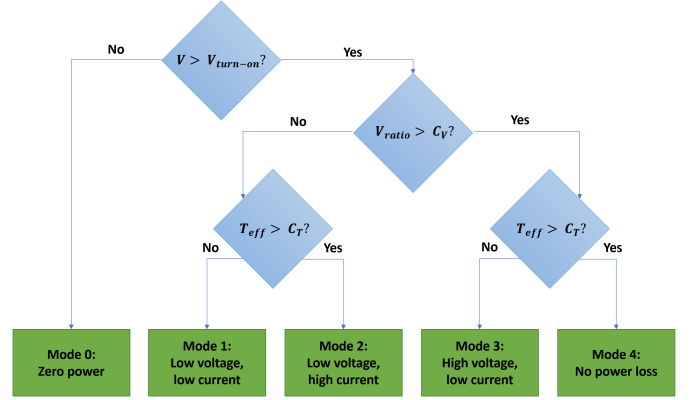 No
V > V_turn−on?
Yes
No
V_ratio > C_V?
Yes
T_eff > C_T?
No
Yes
T_eff > C_T?
No
Yes
Mode 0:
Zero power
Mode 1:
Low voltage,
low current
Mode 2:
Low voltage,
high current
Mode 3:
High voltage,
low current
Mode 4:
No power loss